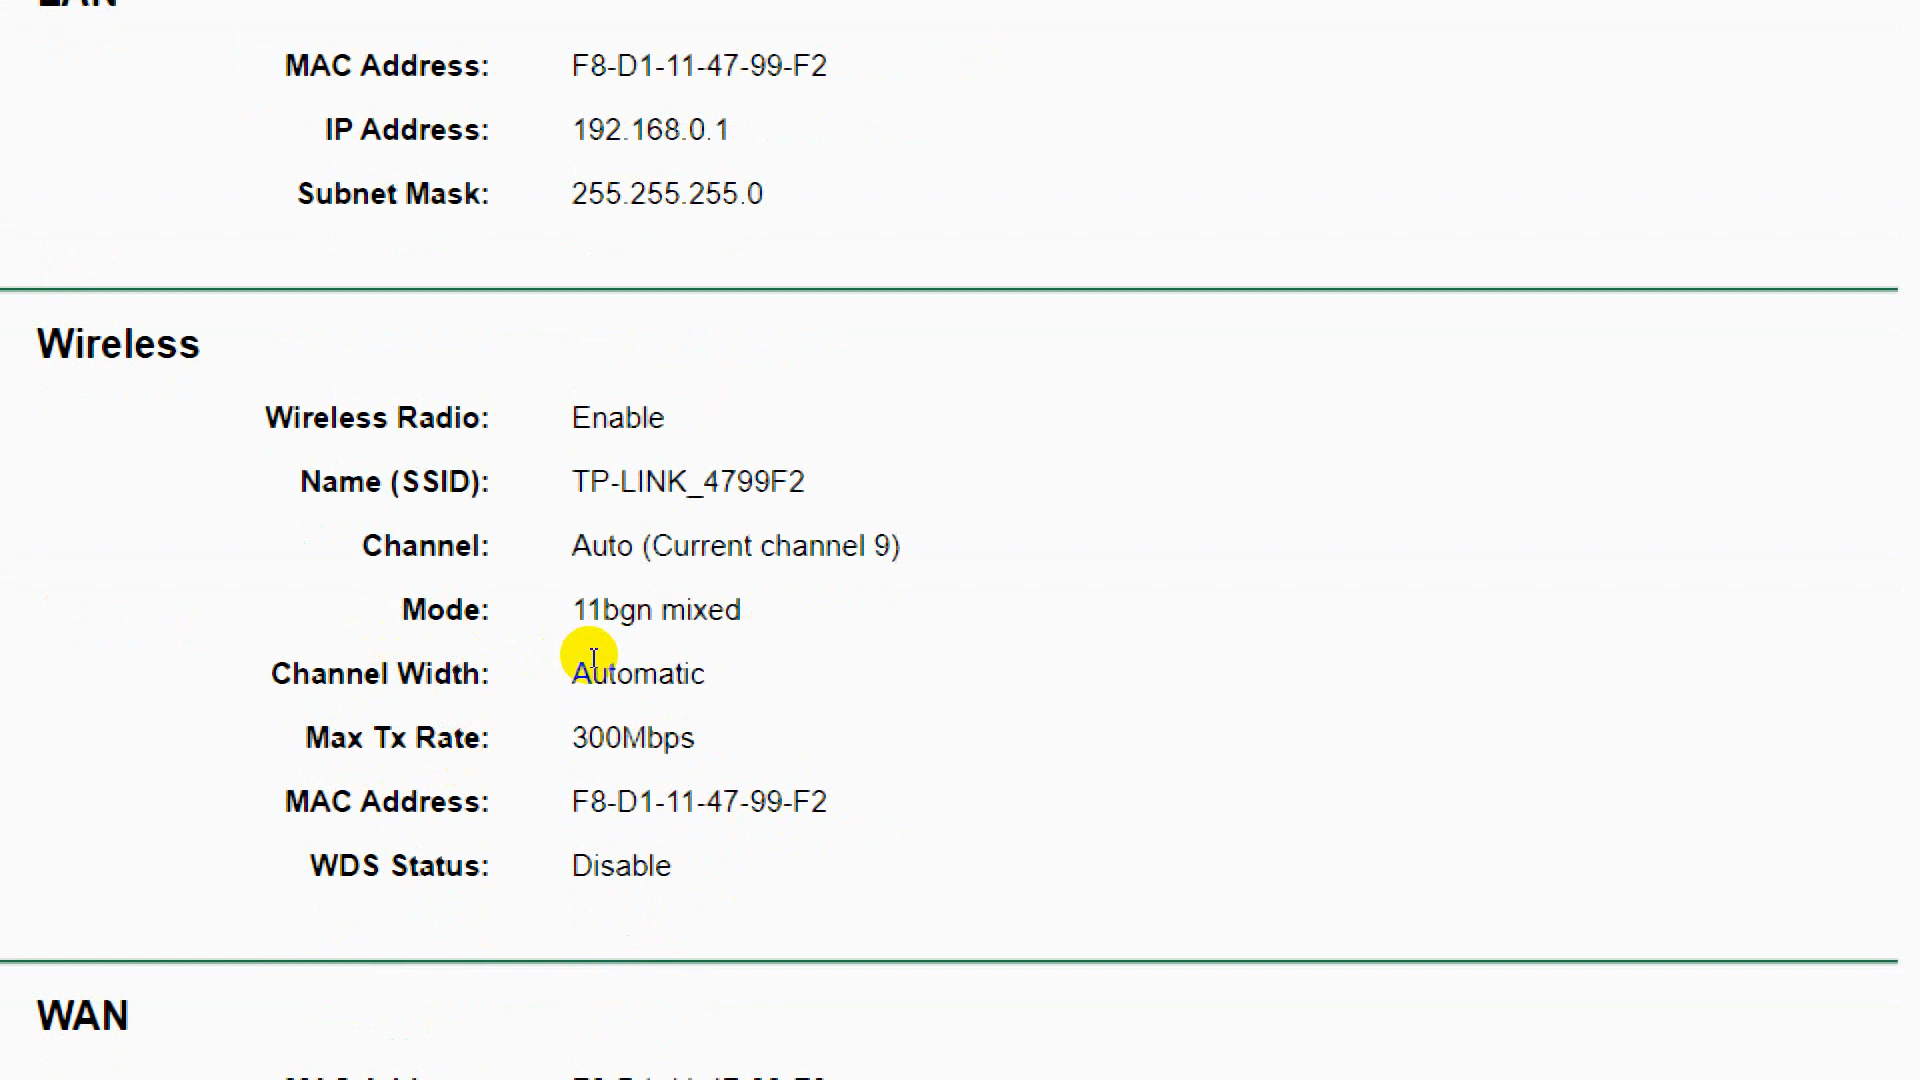 LAN
MAC Address: F8-D1-11-47-99-F2
IP Address: 192.168.0.1
Subnet Mask: 255.255.255.0
Wireless
Wireless Radio: Enable
Name (SSID): TP-LINK_4799F2
Channel: Auto (Current channel 9)
Mode: 11bgn mixed
Channel Width: Automatic
Max Tx Rate: 300Mbps
MAC Address: F8-D1-11-47-99-F2
WDS Status: Disable
WAN